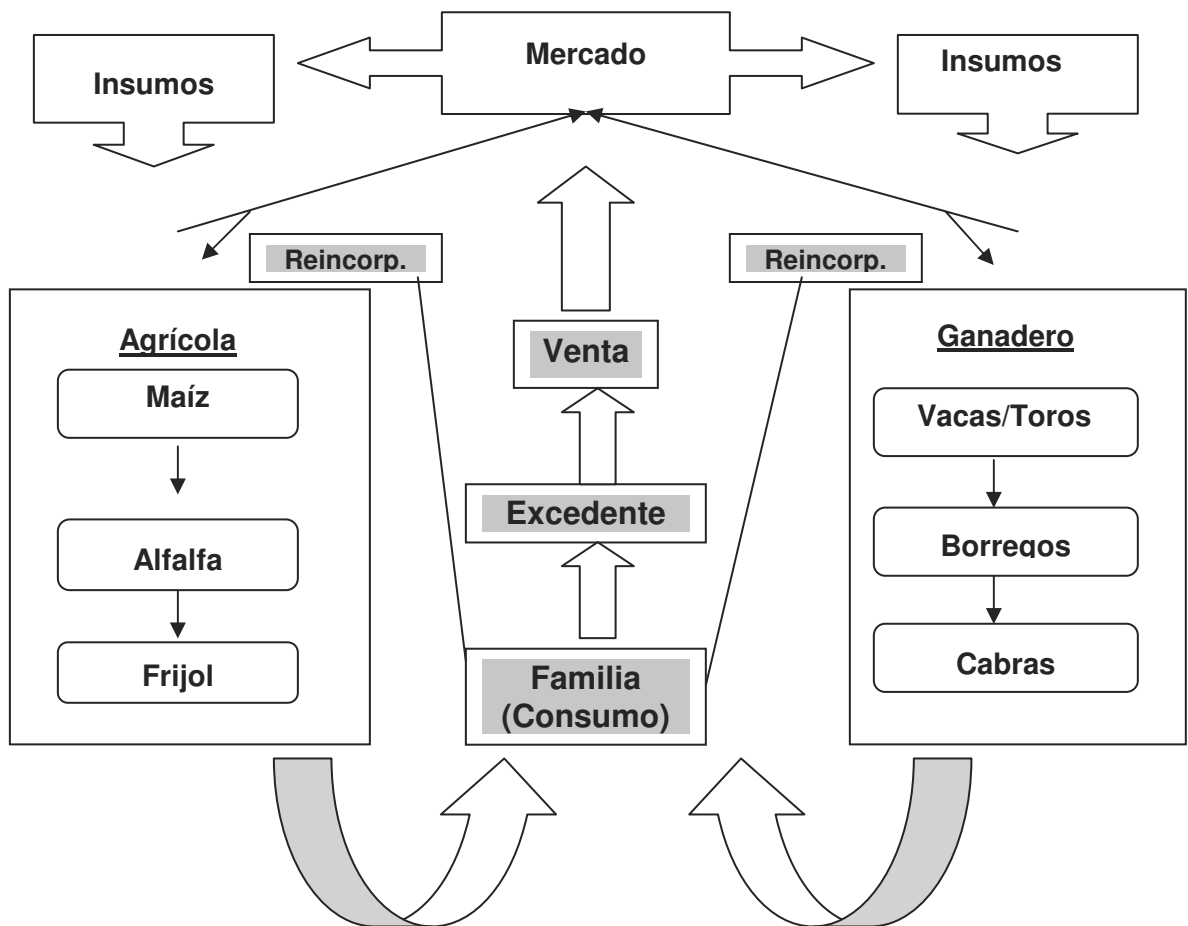 Mercado
Insumos
Insumos
Reincorp.
Reincorp.
Agrícola
Maíz
Alfalfa
Frijol
Venta
Excedente
Familia
(Consumo)
Ganadero
Vacas/Toros
Borregos
Cabras